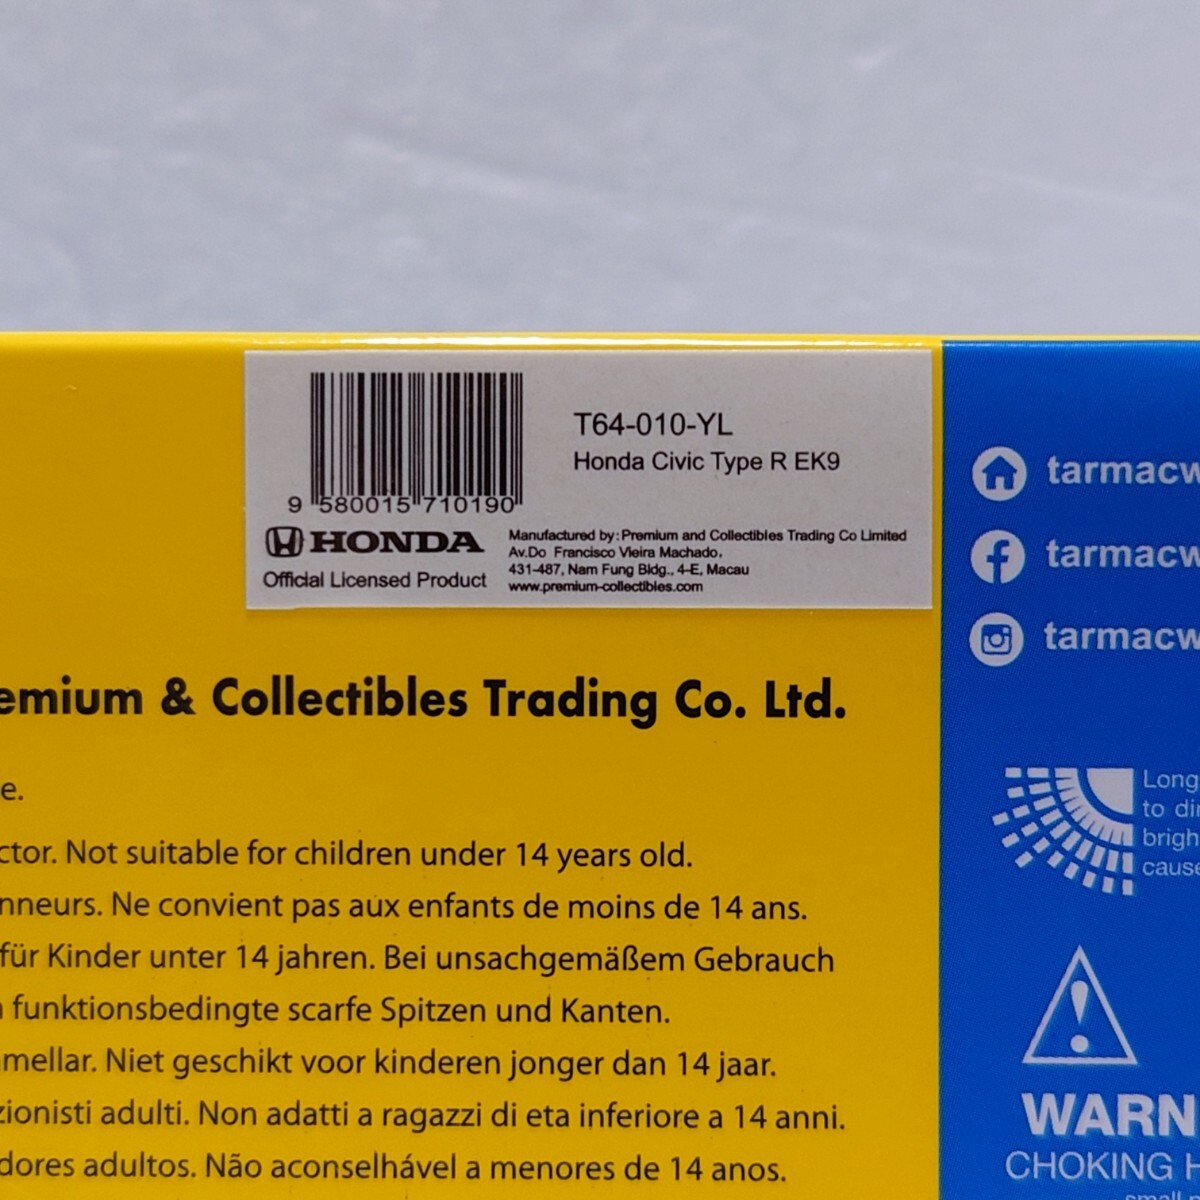 T64-010-YL
Honda Civic Type R EK9
9 580015 710190
HONDA
Official Licensed Product
Manufactured by: Premium and Collectibles Trading Co Limited
Av.Do Francisco Vieira Machado,
431-487, Nam Fung Bldg., 4-E, Macau
www.premium-collectibles.com
emium & Collectibles Trading Co. Ltd.
e.
ctor. Not suitable for children under 14 years old.
nneurs. Ne convient pas aux enfants de moins de 14 ans.
für Kinder unter 14 jahren. Bei unsachgemäßem Gebrauch
n funktionsbedingte scarfe Spitzen und Kanten.
mellar. Niet geschikt voor kinderen jonger dan 14 jaar.
zionisti adulti. Non adatti a ragazzi di eta inferiore a 14 anni.
dores adultos. Não aconselhável a menores de 14 anos.
tarmacw
tarmacw
tarmacw
Long
to di
brigh
cause
WARN
CHOKING H
small p